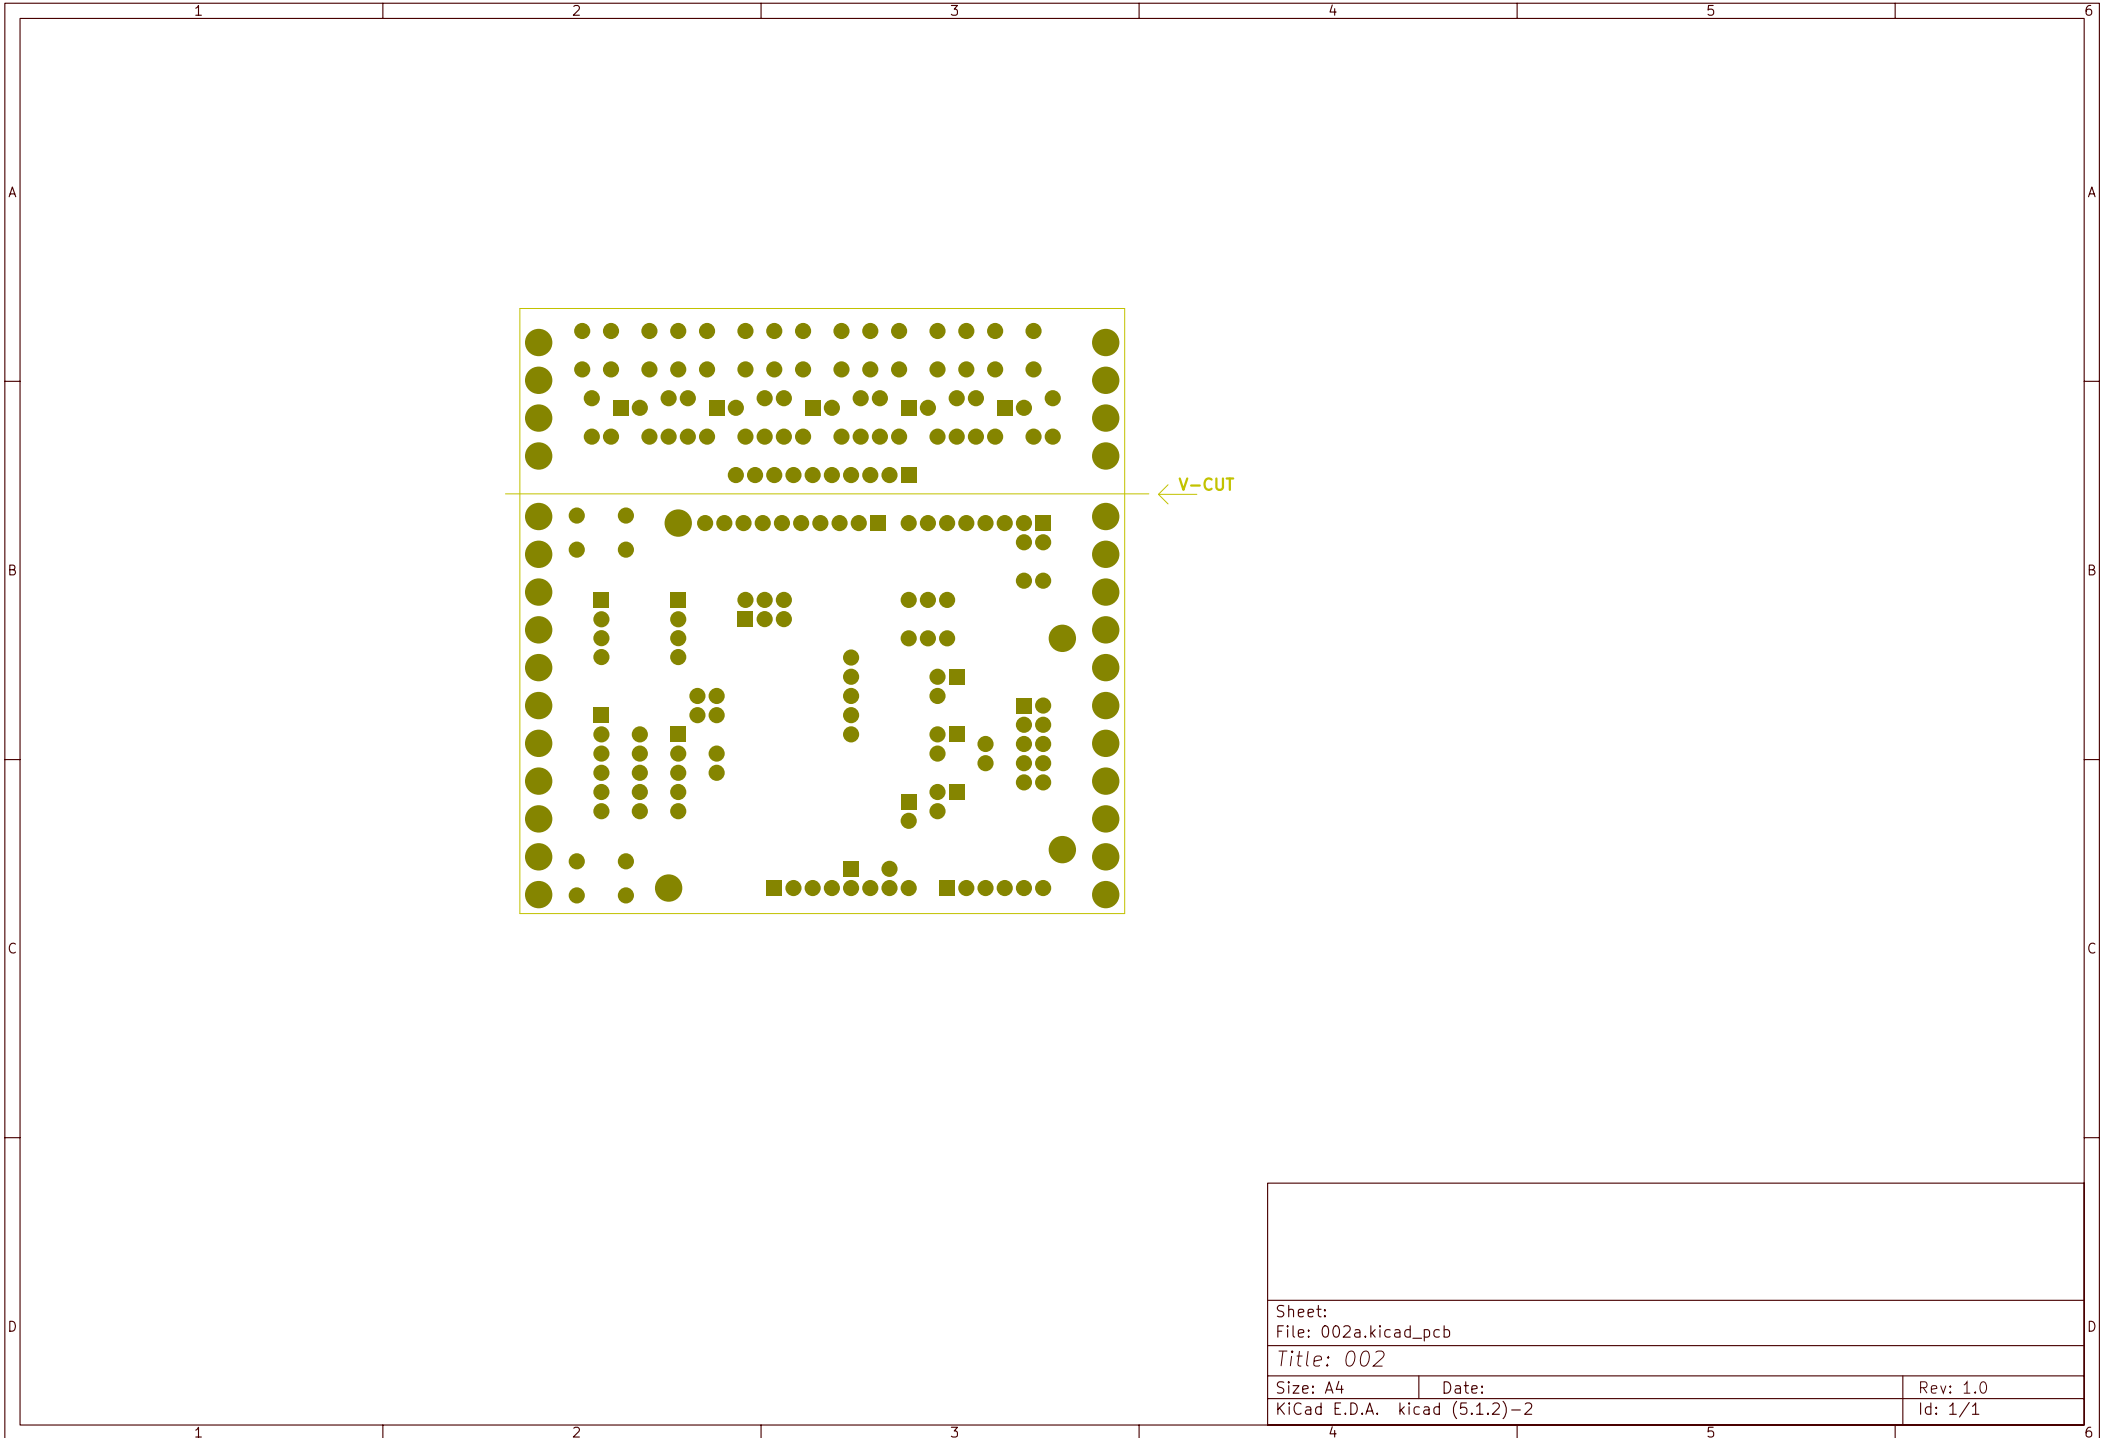 1 2 3 4 5 6
A A
V-CUT
B B
C C
Sheet:
D D
File: 002a.kicad_pcb
Title: 002
Size: A4 Date: Rev: 1.0
KiCad E.D.A. kicad (5.1.2)-2 Id: 1/1
1 2 3 4 5 6